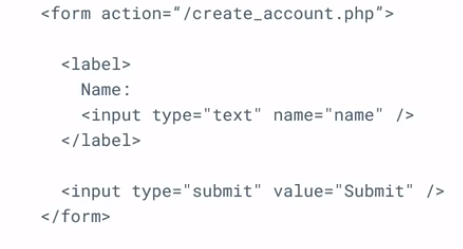 <form action=“/create_account.php”>
<label>
Name:
<input type="text" name="name" />
</label>
<input type="submit" value="Submit" />
</form>